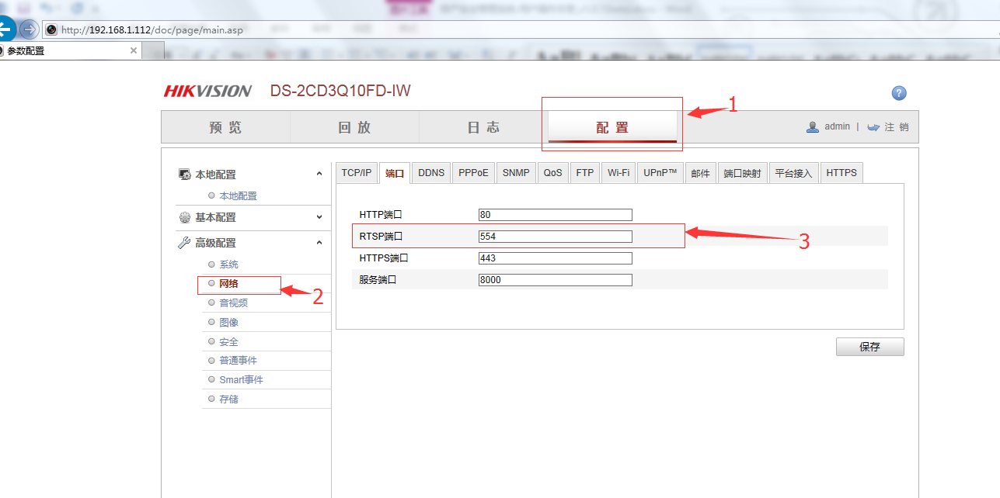 http://192.168.1.112/doc/page/main.asp
参数配置
HIKVISION DS-2CD3Q10FD-IW
?
1
预览 回放 日志 配置 admin | 注销
本地配置
本地配置
基本配置
高级配置
系统
网络
2
音视频
图像
安全
普通事件
Smart事件
存储
TCP/IP 端口 DDNS PPPoE SNMP QoS FTP Wi-Fi UPnP™ 邮件 端口映射 平台接入 HTTPS
HTTP端口 80
RTSP端口 554
3
HTTPS端口 443
服务端口 8000
保存